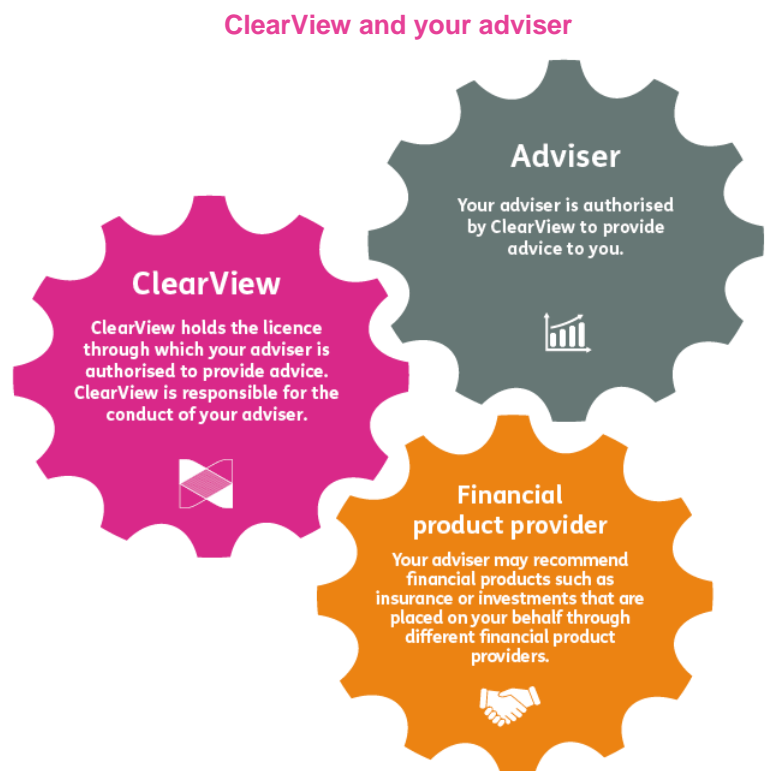 ClearView and your adviser
Adviser
Your adviser is authorised
by ClearView to provide
advice to you.
ClearView
ClearView holds the licence
through which your adviser is
authorised to provide advice.
ClearView is responsible for the
conduct of your adviser.
Financial
product provider
Your adviser may recommend
financial products such as
insurance or investments that are
placed on your behalf through
different financial product
providers.